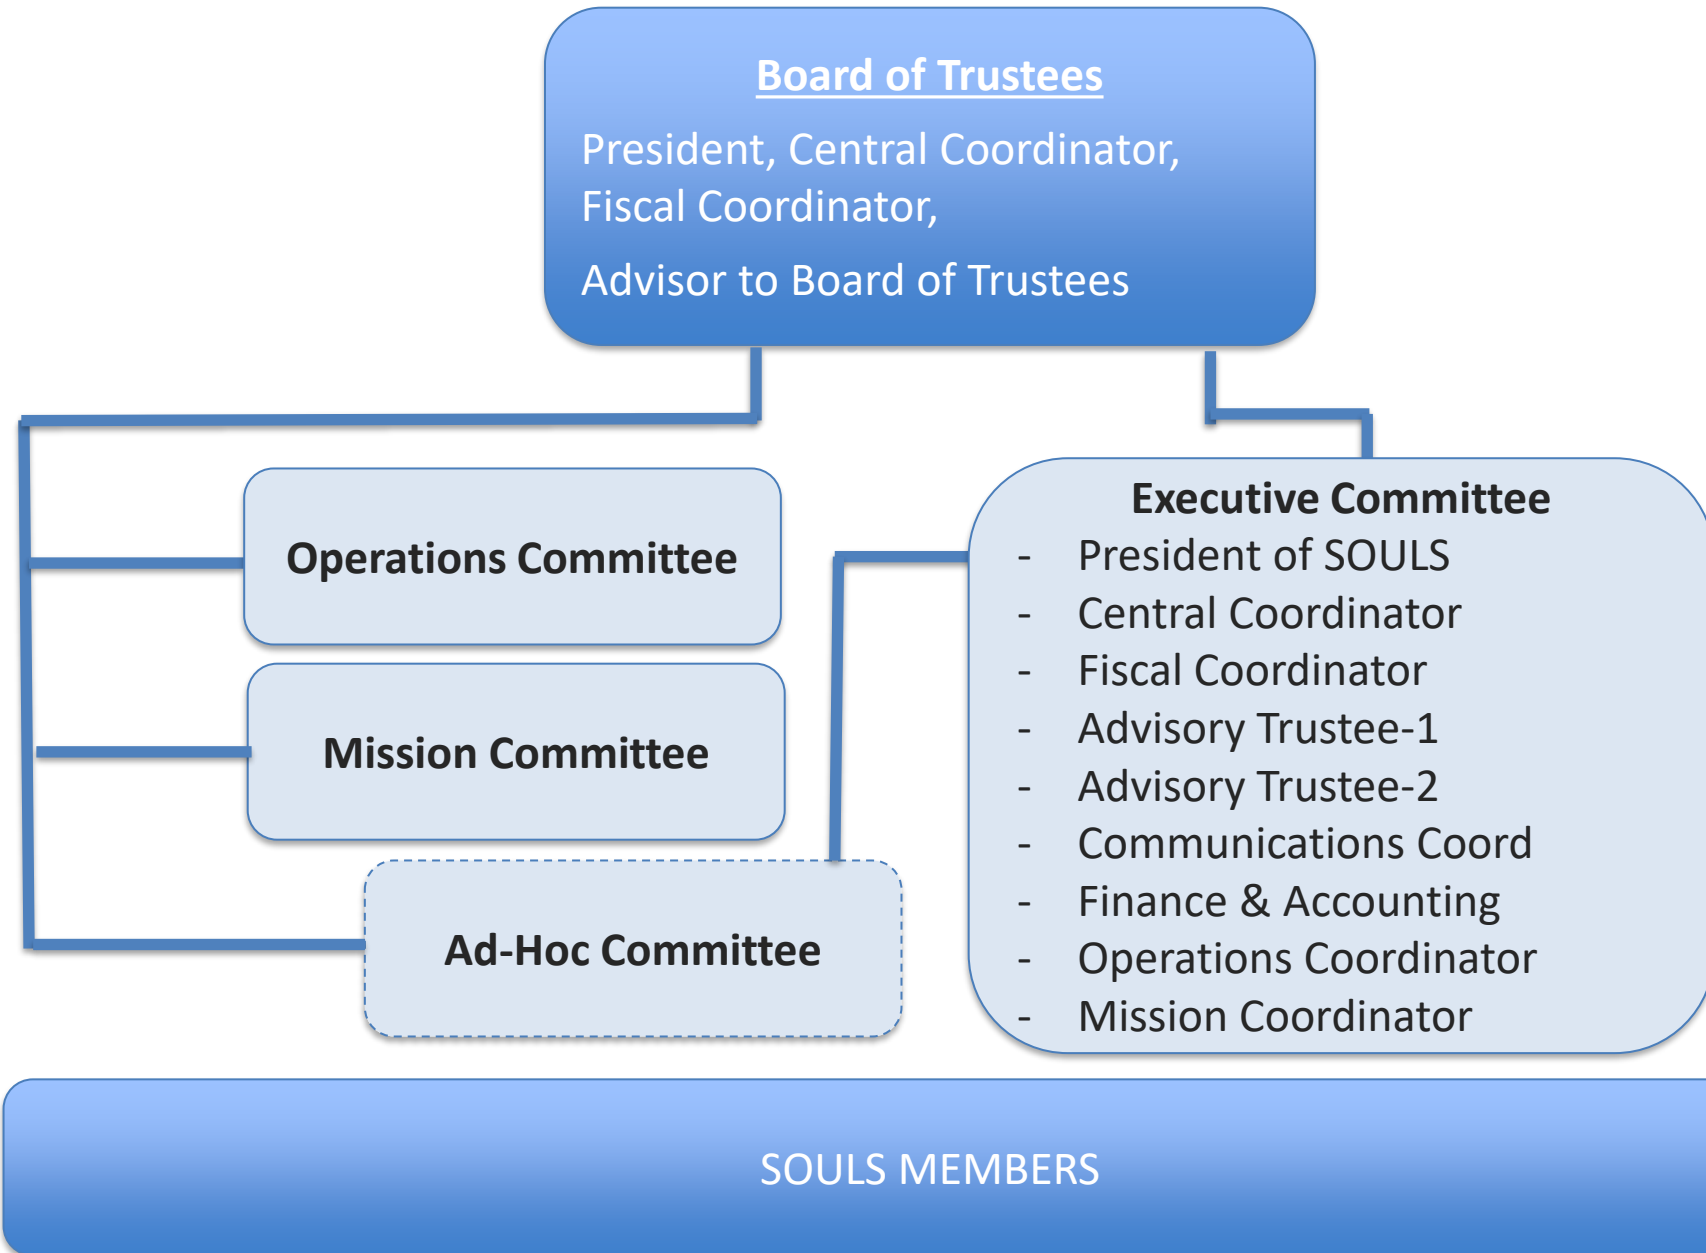 Board of Trustees
President, Central Coordinator,
Fiscal Coordinator,
Advisor to Board of Trustees
Operations Committee
Mission Committee
Ad-Hoc Committee
Executive Committee
- President of SOULS
- Central Coordinator
- Fiscal Coordinator
- Advisory Trustee-1
- Advisory Trustee-2
- Communications Coord
- Finance & Accounting
- Operations Coordinator
- Mission Coordinator
SOULS MEMBERS